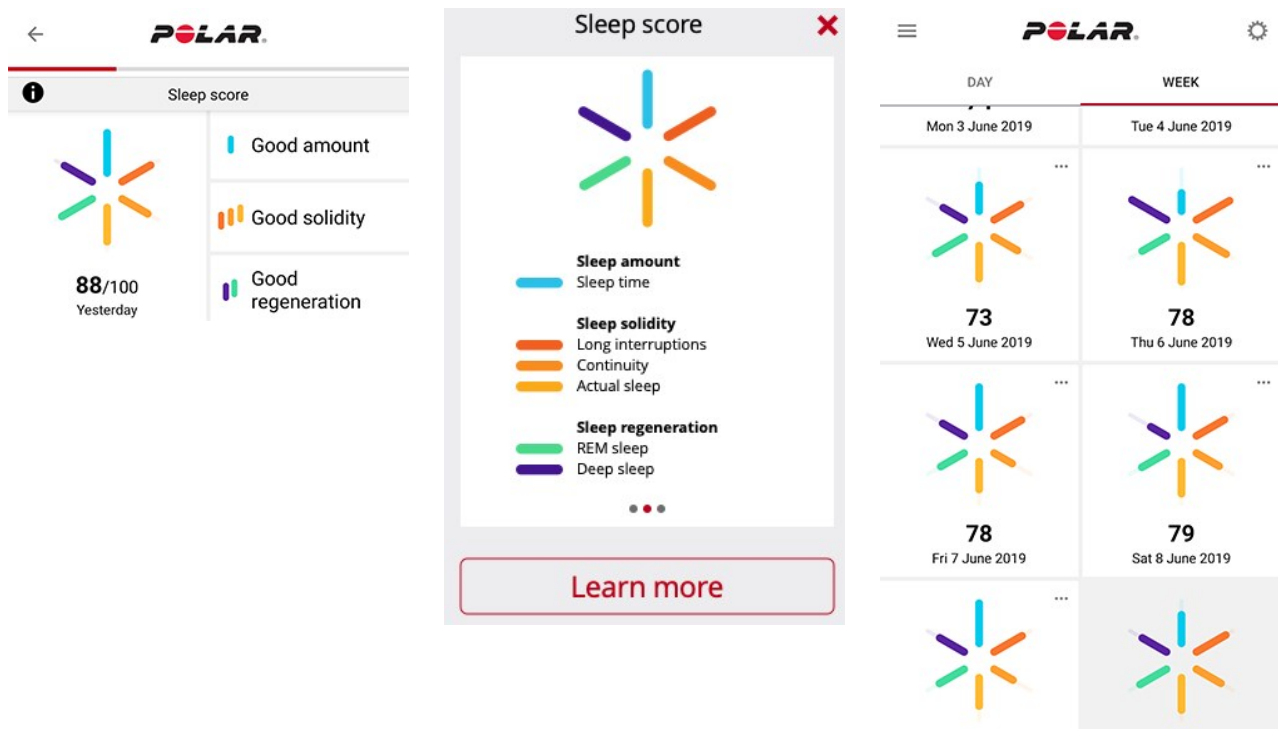 POLAR.
Sleep score
Good amount
Good solidity
Good
regeneration
88/100
Yesterday
Sleep score
Sleep amount
Sleep time
Sleep solidity
Long interruptions
Continuity
Actual sleep
Sleep regeneration
REM sleep
Deep sleep
Learn more
POLAR.
DAY
WEEK
Mon 3 June 2019
Tue 4 June 2019
73
Wed 5 June 2019
78
Thu 6 June 2019
78
Fri 7 June 2019
79
Sat 8 June 2019